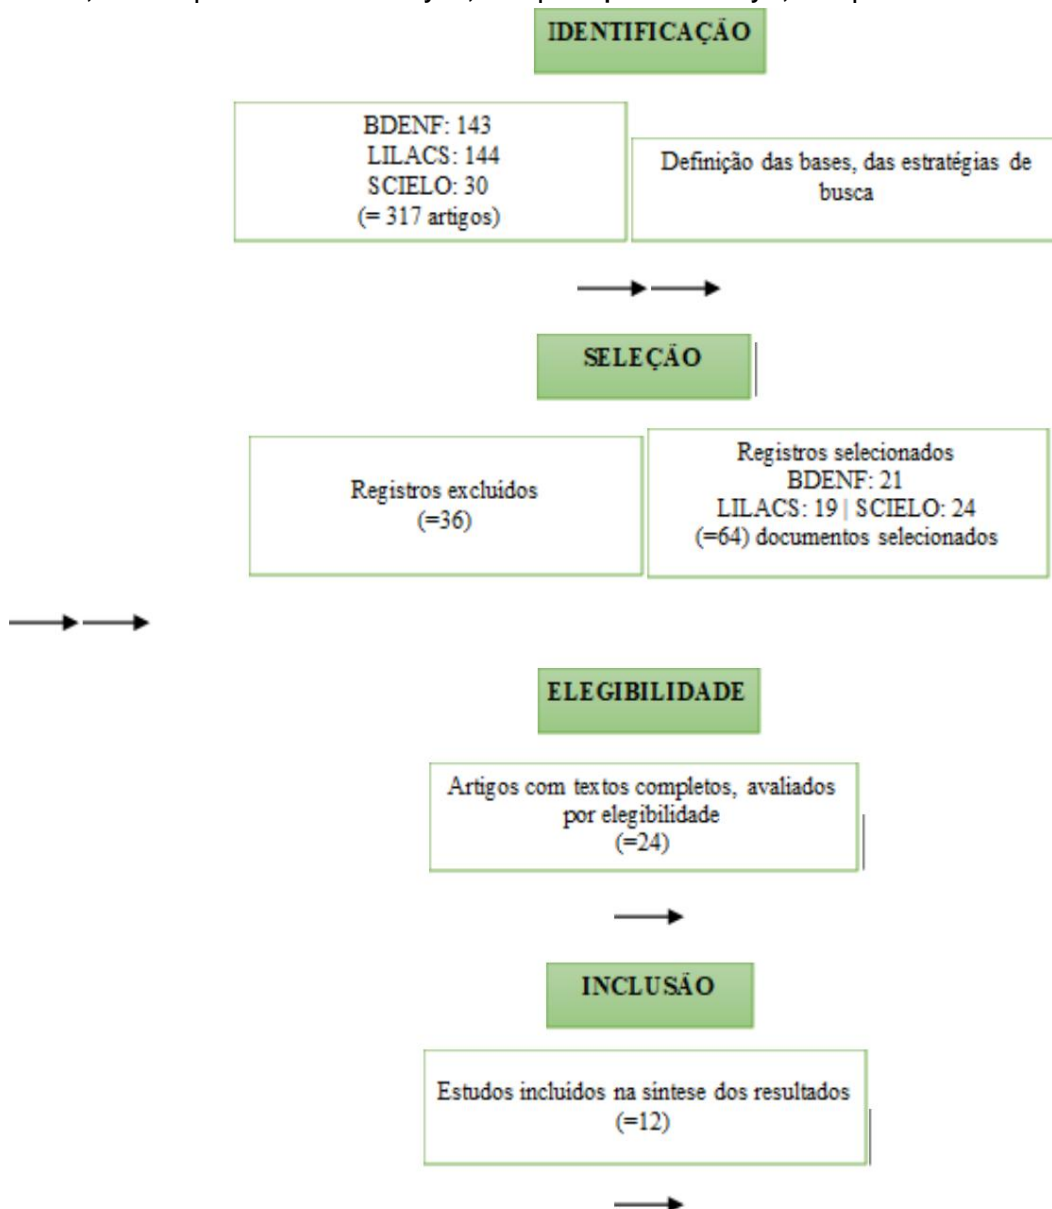 IDENTIFICAÇÃO
BDENF: 143
LILACS: 144
SCIELO: 30
(= 317 artigos)
Definição das bases, das estratégias de
busca
SELEÇÃO
Registros excluídos
(=36)
Registros selecionados
BDENF: 21
LILACS: 19 | SCIELO: 24
(=64) documentos selecionados
ELEGIBILIDADE
Artigos com textos completos, avaliados
por elegibilidade
(=24)
INCLUSÃO
Estudos incluídos na síntese dos resultados
(=12)